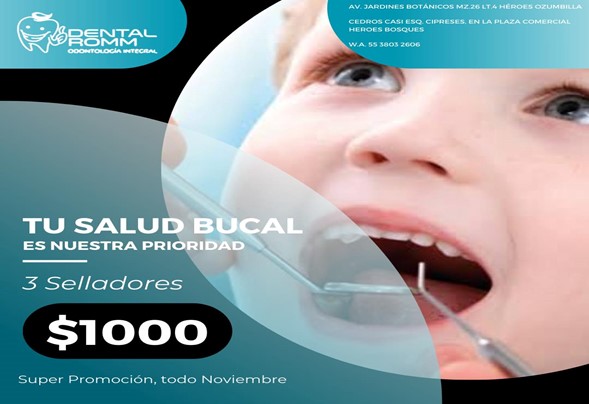 DENTAL
ROMM
ODONTOLOGÍA INTEGRAL
AV. JARDINES BOTÁNICOS MZ.26 LT.4 HÉROES OZUMBILLA
CEDROS CASI ESQ. CIPRESES, EN LA PLAZA COMERCIAL
HEROES BOSQUES
W.A. 55 3803 2606
TU SALUD BUCAL
ES NUESTRA PRIORIDAD
3 Selladores
$1000
Super Promoción, todo Noviembre